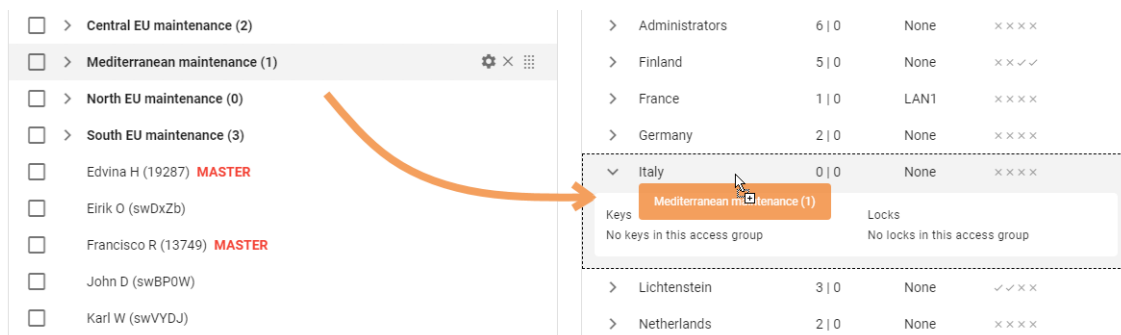 Central EU maintenance (2)
Mediterranean maintenance (1)
North EU maintenance (0)
South EU maintenance (3)
Edvina H (19287) MASTER
Eirik O (swDxZb)
Francisco R (13749) MASTER
John D (swBP0W)
Karl W (swVYDJ)
Administrators 6 | 0 None
Finland 5 | 0 None
France 1 | 0 LAN1
Germany 2 | 0 None
Italy 0 | 0 None
Mediterranean maintenance (1)
Keys Locks
No keys in this access group No locks in this access group
Lichtenstein 3 | 0 None
Netherlands 2 | 0 None